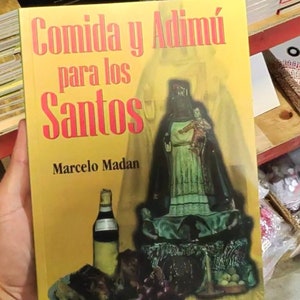 Comida y Adimú
para los
Santos
Marcelo Madan